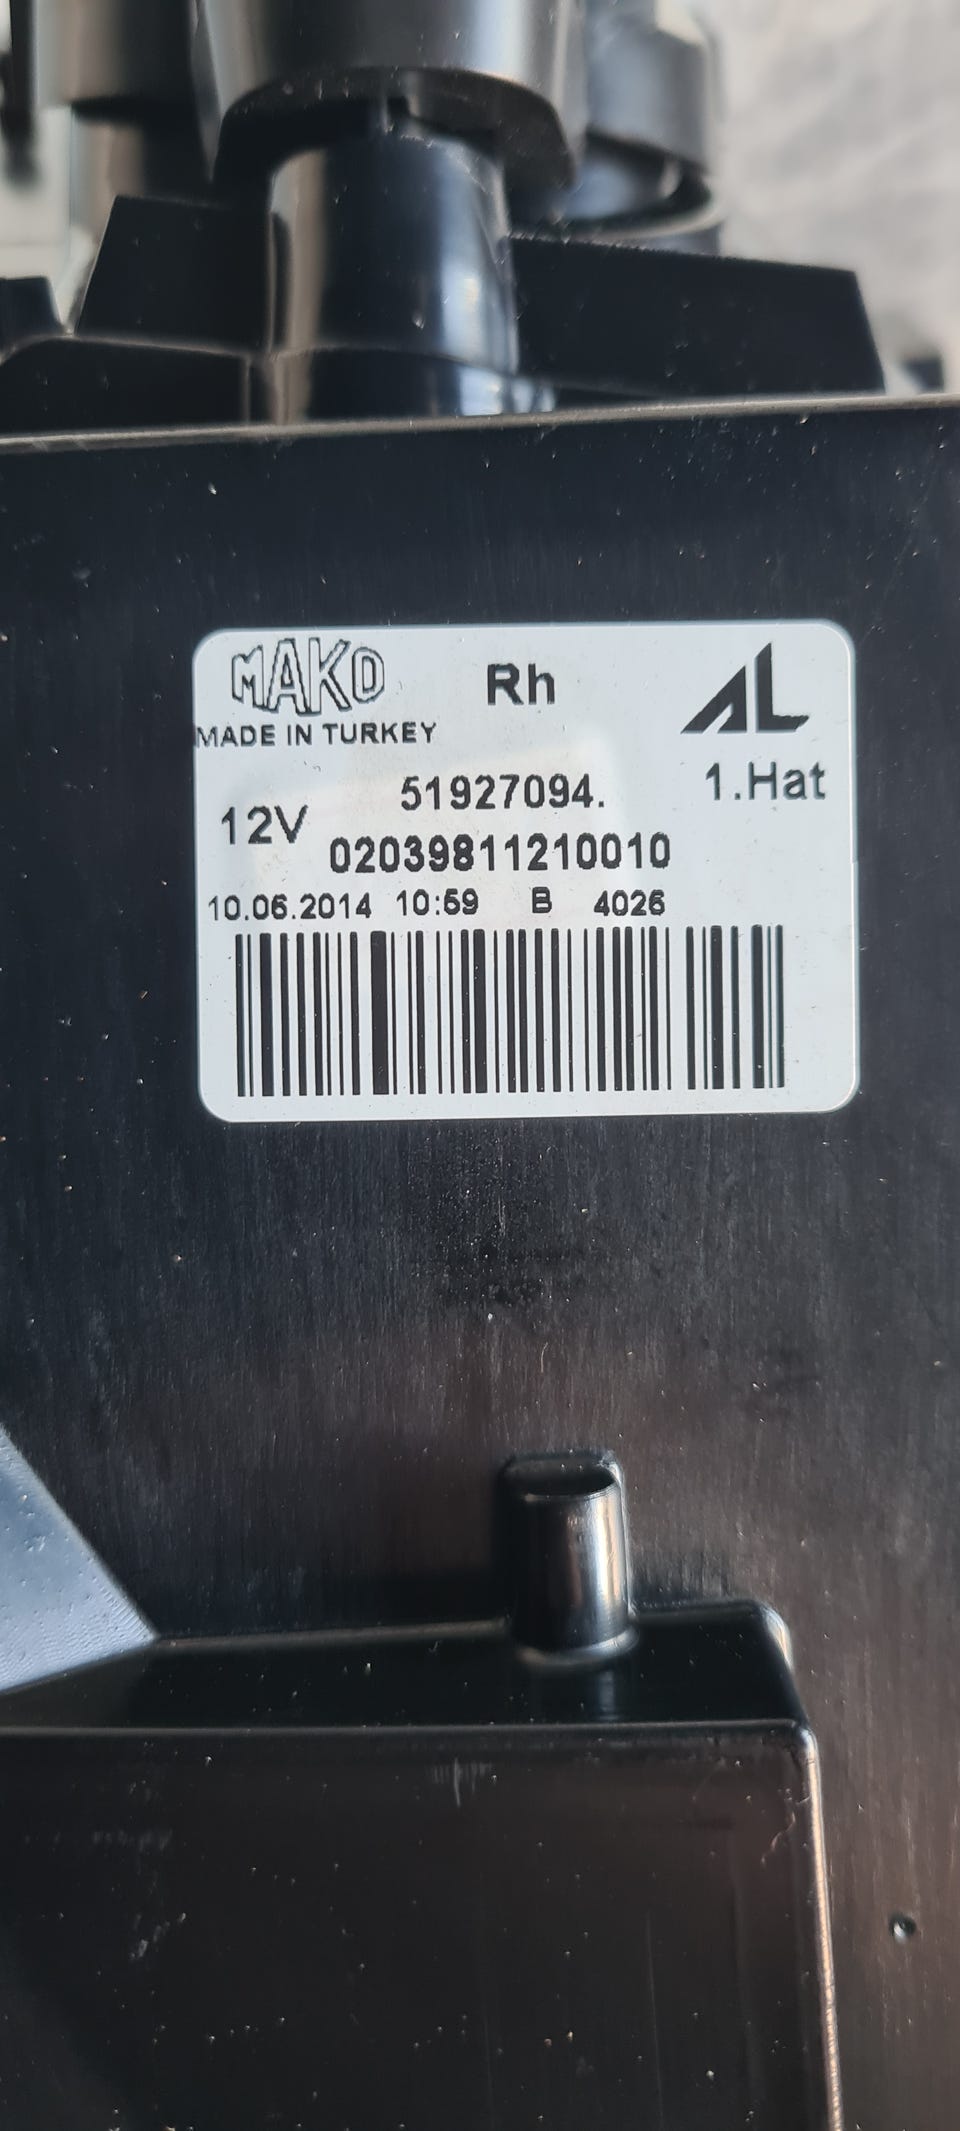 MAKO Rh AL
MADE IN TURKEY
51927094. 1.Hat
12V
02039811210010
10.06.2014 10:59 B 4026